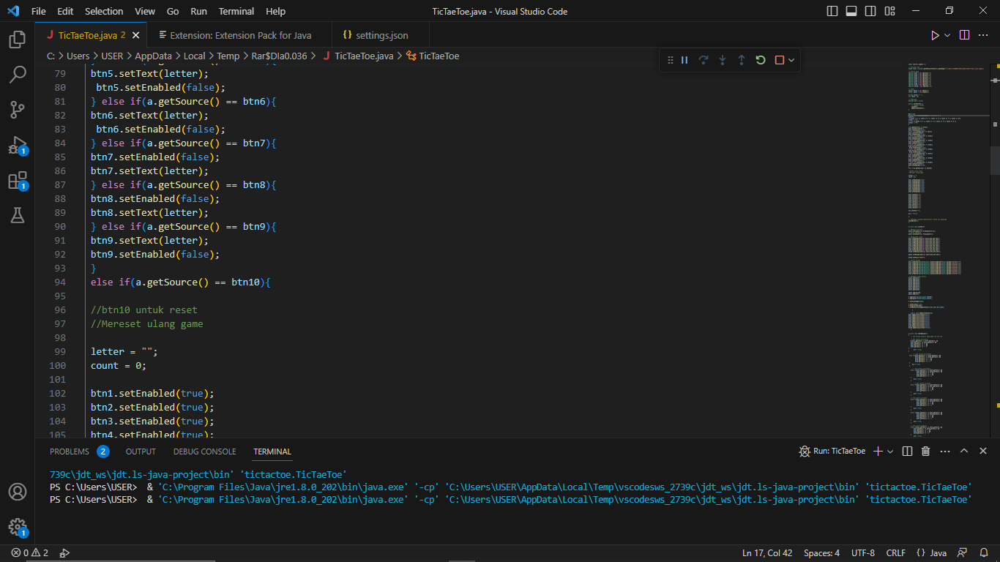 File Edit Selection View Go Run Terminal Help TicTaeToe.java - Visual Studio Code
TicTaeToe.java 2 Extension: Extension Pack for Java settings.json
C: > Users > USER > AppData > Local > Temp > Rar$DIa0.036 > TicTaeToe.java > TicTaeToe
79 btn5.setText(letter);
80 btn5.setEnabled(false);
81 } else if(a.getSource() == btn6){
82 btn6.setText(letter);
83 btn6.setEnabled(false);
84 } else if(a.getSource() == btn7){
85 btn7.setEnabled(false);
86 btn7.setText(letter);
87 } else if(a.getSource() == btn8){
88 btn8.setEnabled(false);
89 btn8.setText(letter);
90 } else if(a.getSource() == btn9){
91 btn9.setText(letter);
92 btn9.setEnabled(false);
93 }
94 else if(a.getSource() == btn10){
95
96 //btn10 untuk reset
97 //Mereset ulang game
98
99 letter = "";
100 count = 0;
101
102 btn1.setEnabled(true);
103 btn2.setEnabled(true);
104 btn3.setEnabled(true);
105 btn4.setEnabled(true);
PROBLEMS 2 OUTPUT DEBUG CONSOLE TERMINAL Run: TicTaeToe
739c\jdt_ws\jdt.ls-java-project\bin' 'tictactoe.TicTaeToe'
PS C:\Users\USER> & 'C:\Program Files\Java\jre1.8.0_202\bin\java.exe' '-cp' 'C:\Users\USER\AppData\Local\Temp\vscodesws_2739c\jdt_ws\jdt.ls-java-project\bin' 'tictactoe.TicTaeToe'
PS C:\Users\USER> & 'C:\Program Files\Java\jre1.8.0_202\bin\java.exe' '-cp' 'C:\Users\USER\AppData\Local\Temp\vscodesws_2739c\jdt_ws\jdt.ls-java-project\bin' 'tictactoe.TicTaeToe'
0 2 Ln 17, Col 42 Spaces: 4 UTF-8 CRLF {} Java